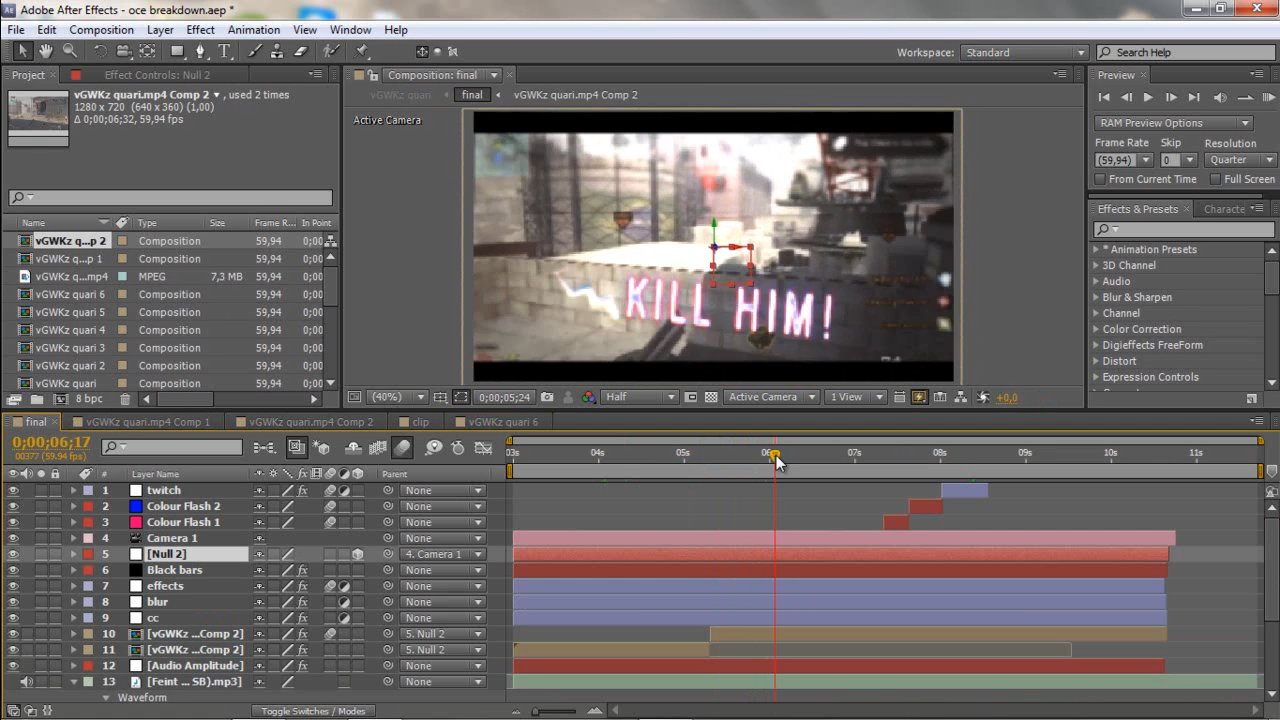 Ae Adobe After Effects - oce breakdown.aep *
File Edit Composition Layer Effect Animation View Window Help
Workspace: Standard Search Help
Project Effect Controls: Null 2
Composition: final
Preview
vGWKz quari.mp4 Comp 2 , used 2 times
1280 x 720 (640 x 360) (1,00)
Δ 0;00;06;32, 59,94 fps
vGWKz quari final vGWKz quari.mp4 Comp 2
Active Camera
KILL HIM!
RAM Preview Options
Frame Rate Skip Resolution
(59,94) 0 Quarter
From Current Time Full Screen
Effects & Presets Characte
* Animation Presets
3D Channel
Audio
Blur & Sharpen
Channel
Color Correction
Digieffects FreeForm
Distort
Expression Controls
Name Type Size Frame R... In Point
vGWKz q...p 2 Composition 59,94 0;00
vGWKz q...p 1 Composition 59,94 0;00
vGWKz q....mp4 MPEG 7,3 MB 59,94 0;00
vGWKz quari 6 Composition 59,94 0;00
vGWKz quari 5 Composition 59,94 0;00
vGWKz quari 4 Composition 59,94 0;00
vGWKz quari 3 Composition 59,94 0;00
vGWKz quari 2 Composition 59,94 0;00
vGWKz quari Composition 59,94 0;00
8 bpc
(40%) 0;00;05;24 Half Active Camera 1 View +0,0
final vGWKz quari.mp4 Comp 1 vGWKz quari.mp4 Comp 2 clip vGWKz quari 6
0;00;06;17
00377 (59.94 fps)
03s 04s 05s 06s 07s 08s 09s 10s 11s
# Layer Name Parent
1 twitch None
2 Colour Flash 2 None
3 Colour Flash 1 None
4 Camera 1 None
5 [Null 2] 4. Camera 1
6 Black bars None
7 effects None
8 blur None
9 cc None
10 [vGWKz ...Comp 2] 5. Null 2
11 [vGWKz ...Comp 2] 5. Null 2
12 [Audio Amplitude] None
13 [Feint ... SB).mp3] None
Waveform
Toggle Switches / Modes